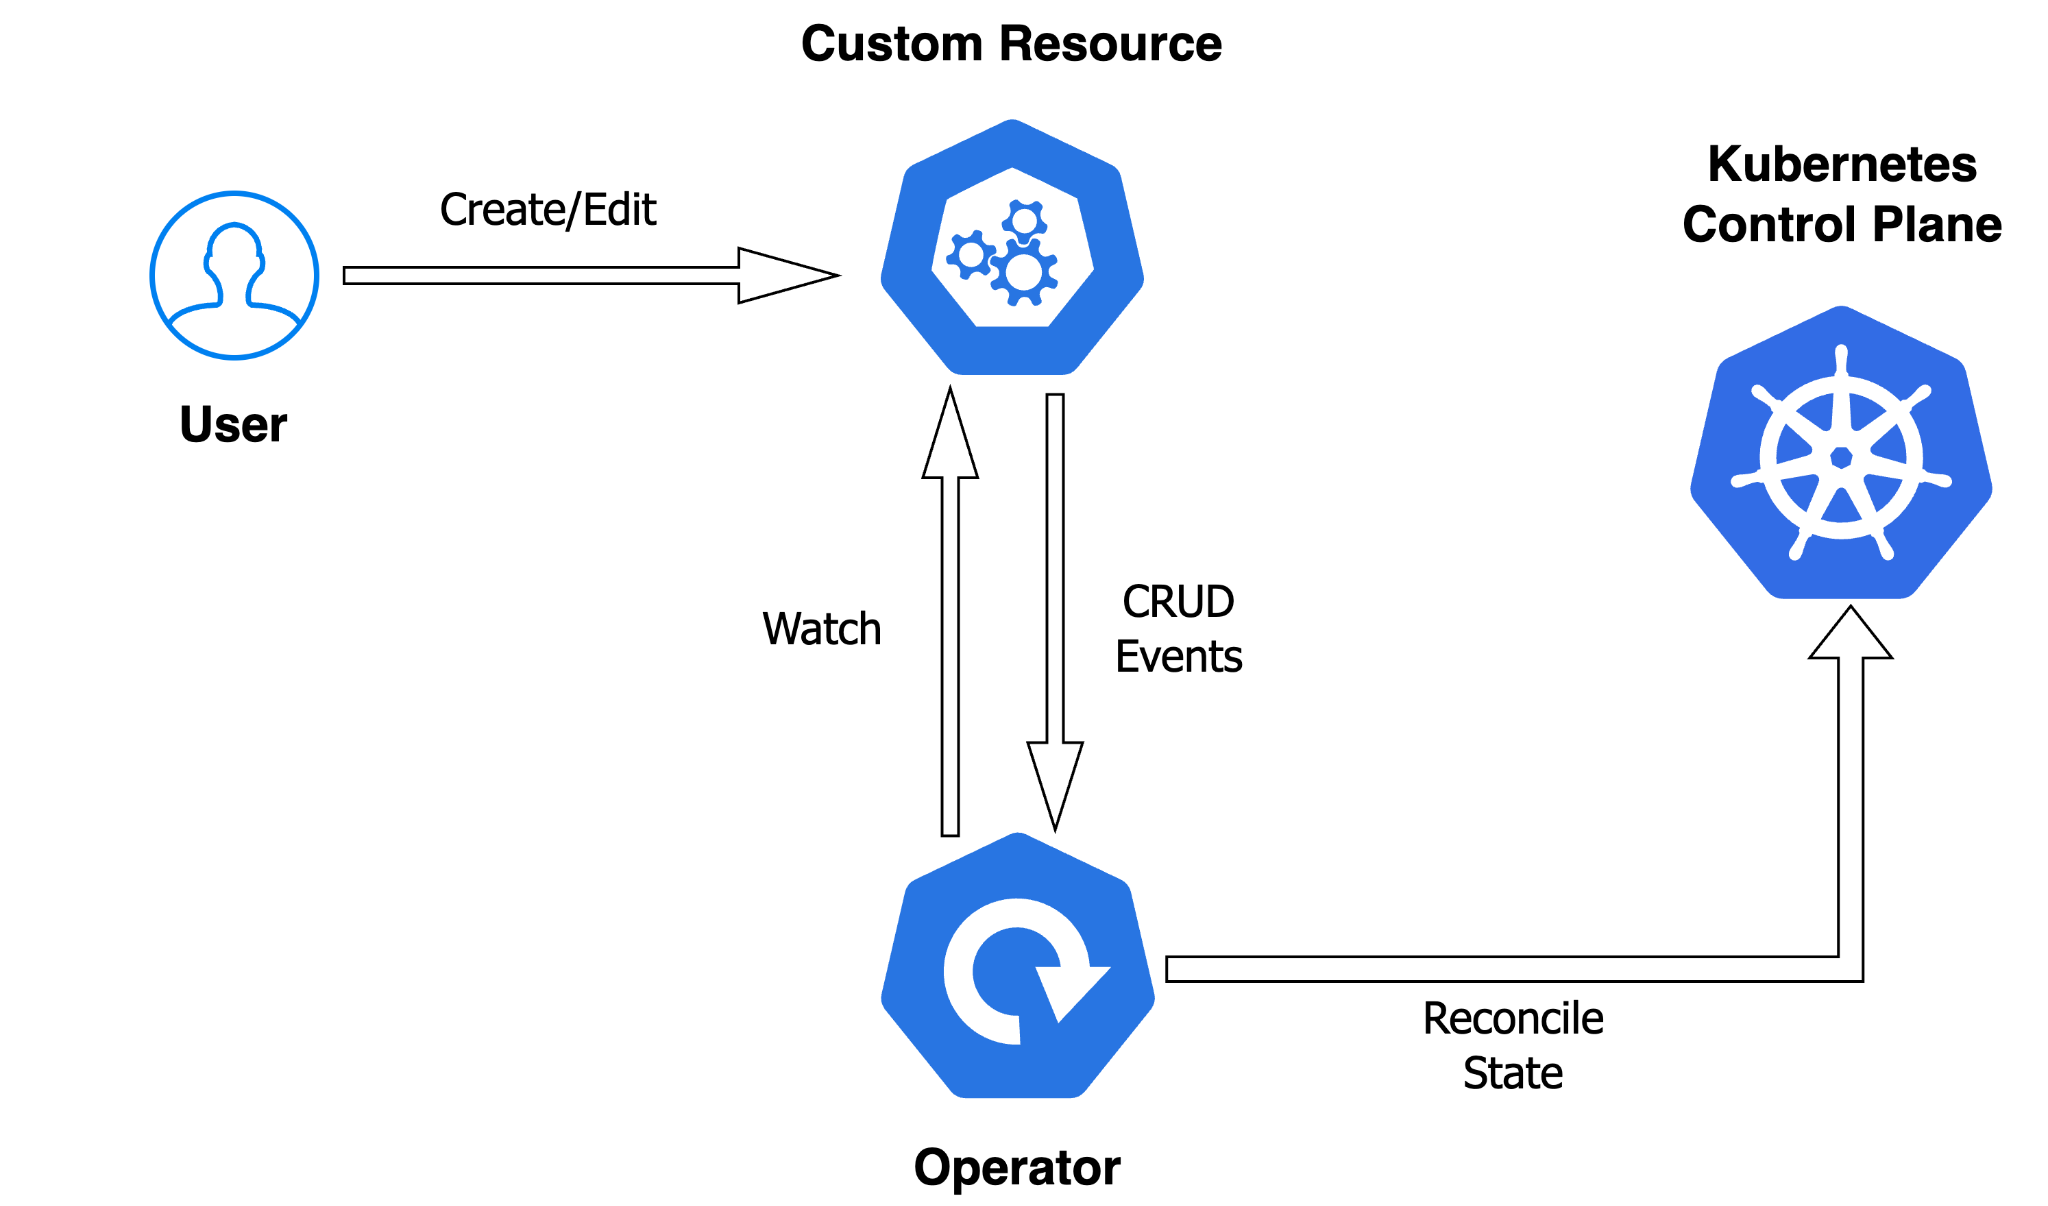 Custom Resource
Kubernetes
Control Plane
Create/Edit
User
Watch
CRUD
Events
Reconcile
State
Operator